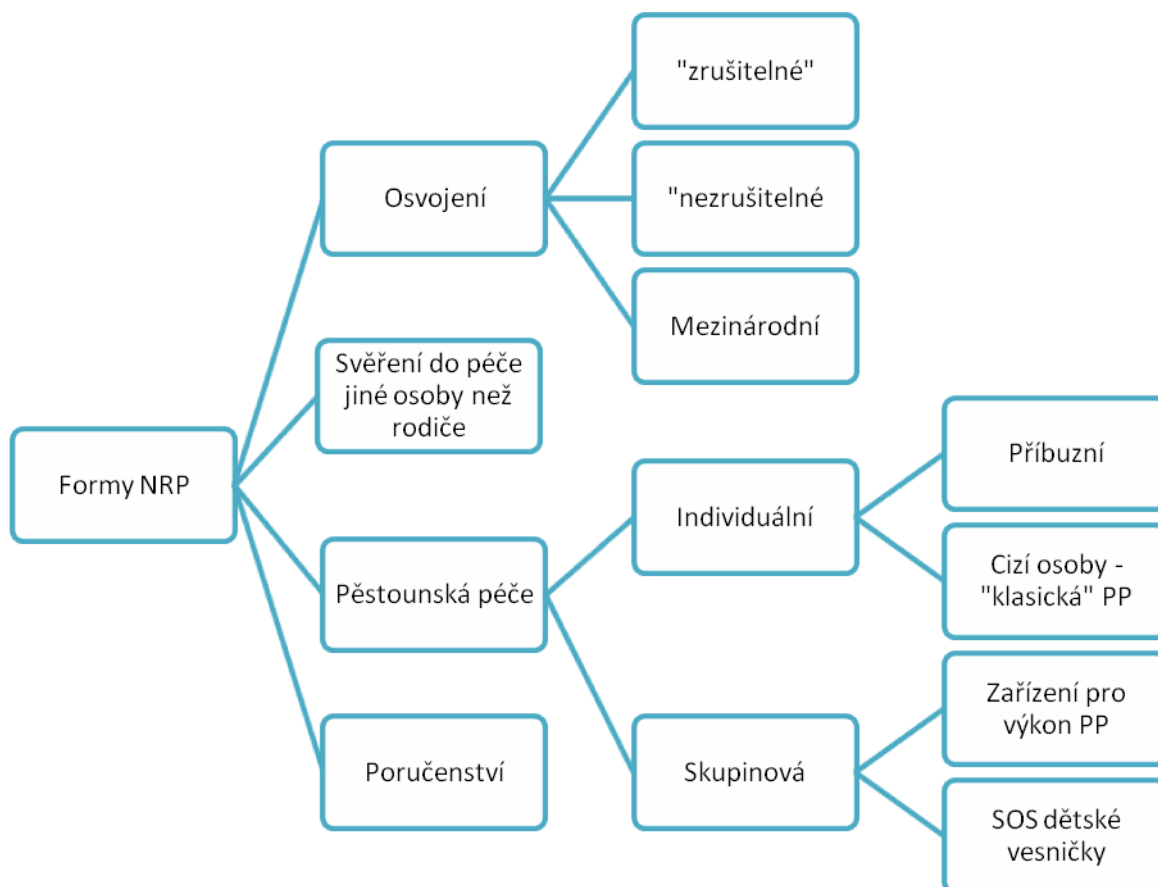 "zrušitelné"
Osvojení
"nezrušitelné
Mezinárodní
Svěření do péče
jiné osoby než
rodiče
Formy NRP
Příbuzní
Individuální
Cizí osoby -
"klasická" PP
Pěstounská péče
Zařízení pro
výkon PP
Poručenství
Skupinová
SOS dětské
vesničky